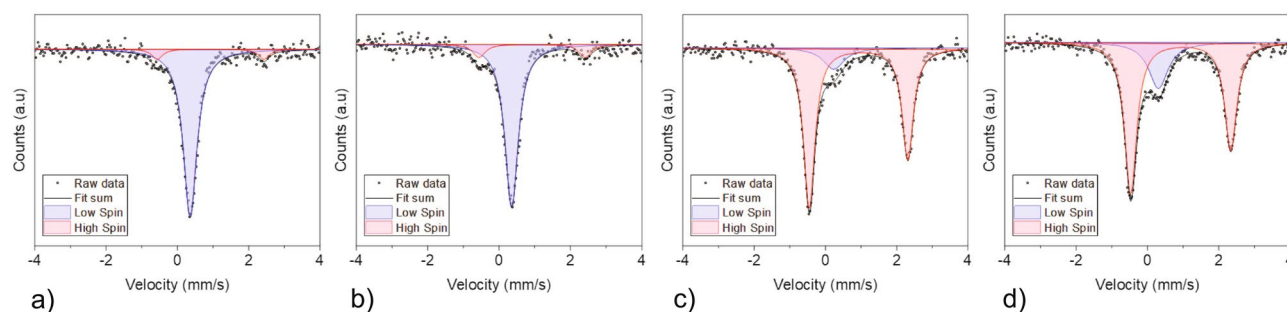 Counts (a.u)
Raw data
Fit sum
Low Spin
High Spin
-4 -2 0 2 4
Velocity (mm/s)
a)
Counts (a.u)
Raw data
Fit sum
Low Spin
High Spin
-4 -2 0 2 4
Velocity (mm/s)
b)
Counts (a.u)
Raw data
Fit sum
Low Spin
High Spin
-4 -2 0 2 4
Velocity (mm/s)
c)
Counts (a.u)
Raw data
Fit sum
Low Spin
High Spin
-4 -2 0 2 4
Velocity (mm/s)
d)